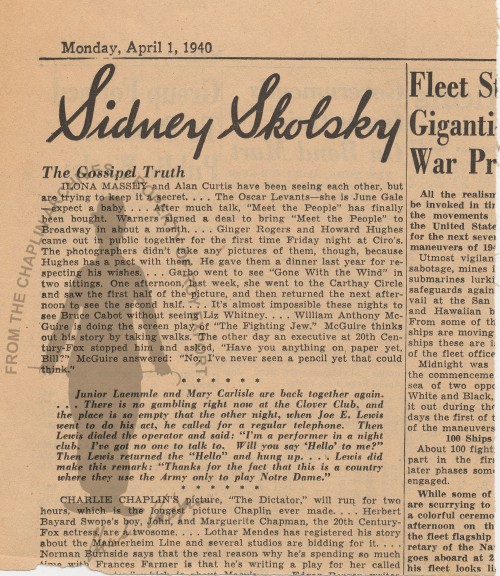 Monday, April 1, 1940
Sidney Skolsky
The Gossipel Truth
ILONA MASSEY and Alan Curtis have been seeing each other, but
are trying to keep it a secret. . . . The Oscar Levants—she is June Gale
—expect a baby. . . . After much talk, "Meet the People" has finally
been bought. Warners signed a deal to bring "Meet the People" to
Broadway in about a month. . . . Ginger Rogers and Howard Hughes
came out in public together for the first time Friday night at Ciro's.
The photographers didn't take any pictures of them, though, because
Hughes has a pact with them. He gave them a dinner last year for re-
specting his wishes. . . . Garbo went to see "Gone With the Wind" in
two sittings. One afternoon, last week, she went to the Carthay Circle
and saw the first half of the picture, and then returned the next after-
noon to see the second half. . . . It's almost impossible these nights to
see Bruce Cabot without seeing Liz Whitney. . . . William Anthony Mc-
Guire is doing the screen play of "The Fighting Jew." McGuire thinks
out a story by taking walks. The other day an executive at 20th Cen-
tury-Fox stopped him and asked, "Have you anything on paper yet,
Bill?" McGuire answered: "No, I've never seen a pencil yet that could
think."
* * * * * *
Junior Laemmle and Mary Carlisle are back together again.
. . . There is no gambling right now at the Clover Club, and
the place is so empty that the other night, when Joe E. Lewis
went to do his act, he called for a regular telephone. Then
Lewis dialed the operator and said: "I'm a performer in a night
club. I've got no one to talk to. Will you say 'Hello' to me?"
Then Lewis returned the "Hello" and hung up. . . . Lewis did
make this remark: "Thanks for the fact that this is a country
where they use the Army only to play Notre Dame."
* * * * * *
CHARLIE CHAPLIN'S picture, "The Dictator," will run for two
hours, which is the longest picture Chaplin ever made. . . . Herbert
Bayard Swope's boy, and Marguerite Chapman, the 20th Century-
Fox actress, are a twosome. . . . Lothar Mendes has registered his story
about the Mannerheim Line and several studios are bidding for it. . . .
Norman Burnside says that the real reason why he's spending so much
time with Frances Farmer is that he's writing a play for her called
Fleet S
Giganti
War Pr
All the realism
be invoked in th
the movements
the United State
for the next seve
maneuvers of 19
Utmost vigilan
sabotage, mines i
submarines lurki
safeguards again
vail at the San
and Hawaiian b
From some of th
ships are moving
ships these are i
of the fleet office
Midnight was
the commenceme
sea of two oppo
White and Black,
it out during the
days the first of t
of the maneuvers
100 Ships
About 100 fight
part in the firs
later phases som
engaged.
While some of
are scurrying to
a colorful ceremo
afternoon on th
the fleet flagship
retary of the Na
goes aboard at 2
his fleet looks li
FROM THE CHAPLIN